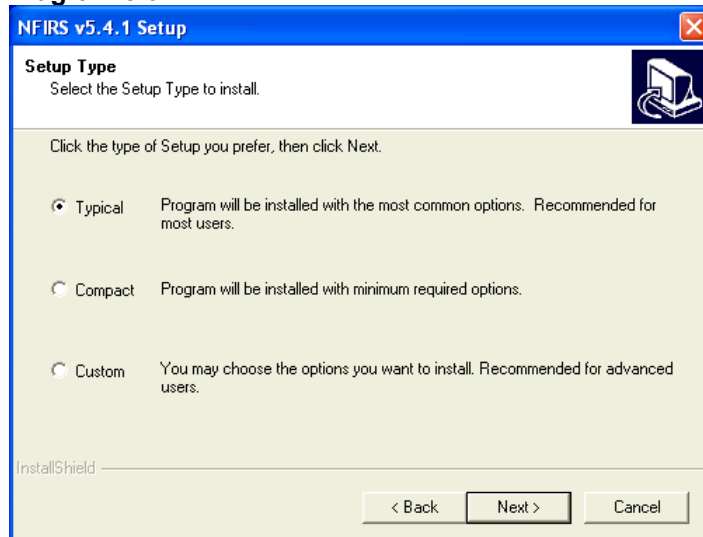 NFIRS v5.4.1 Setup
Setup Type
Select the Setup Type to install.
Click the type of Setup you prefer, then click Next.
Typical Program will be installed with the most common options. Recommended for
most users.
Compact Program will be installed with minimum required options.
Custom You may choose the options you want to install. Recommended for advanced
users.
InstallShield
< Back Next > Cancel